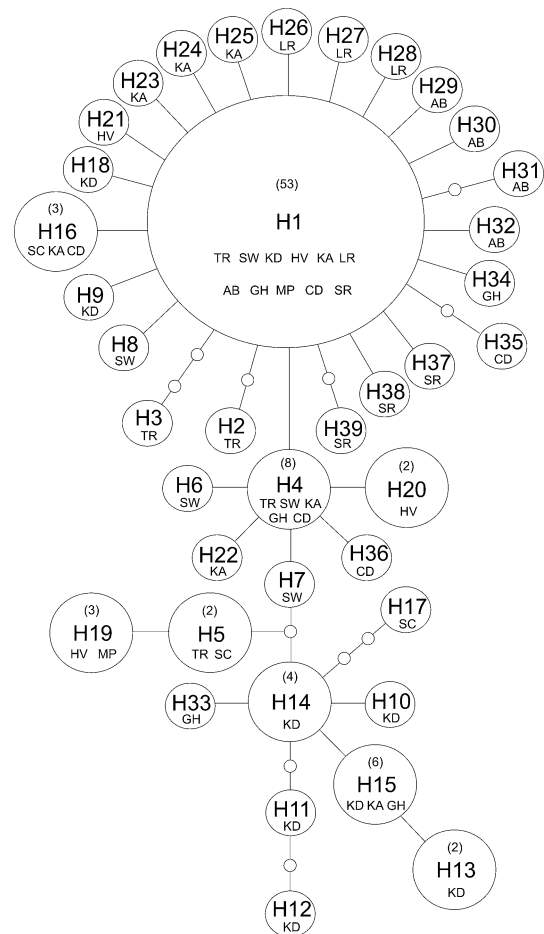 H26
LR
H25
KA
H27
LR
H24
KA
H28
LR
H23
KA
H29
AB
H21
HV
H30
AB
H18
KD
H31
AB
(3)
H16
SC KA CD
(53)
H1
TR SW KD HV KA LR
AB GH MP CD SR
H32
AB
H9
KD
H34
GH
H8
SW
H35
CD
H3
TR
H2
TR
H39
SR
H38
SR
H37
SR
H6
SW
(8)
H4
TR SW KA
GH CD
(2)
H20
HV
H22
KA
H36
CD
H7
SW
H17
SC
(3)
H19
HV MP
(2)
H5
TR SC
H33
GH
(4)
H14
KD
H10
KD
(6)
H15
KD KA GH
H11
KD
(2)
H13
KD
H12
KD